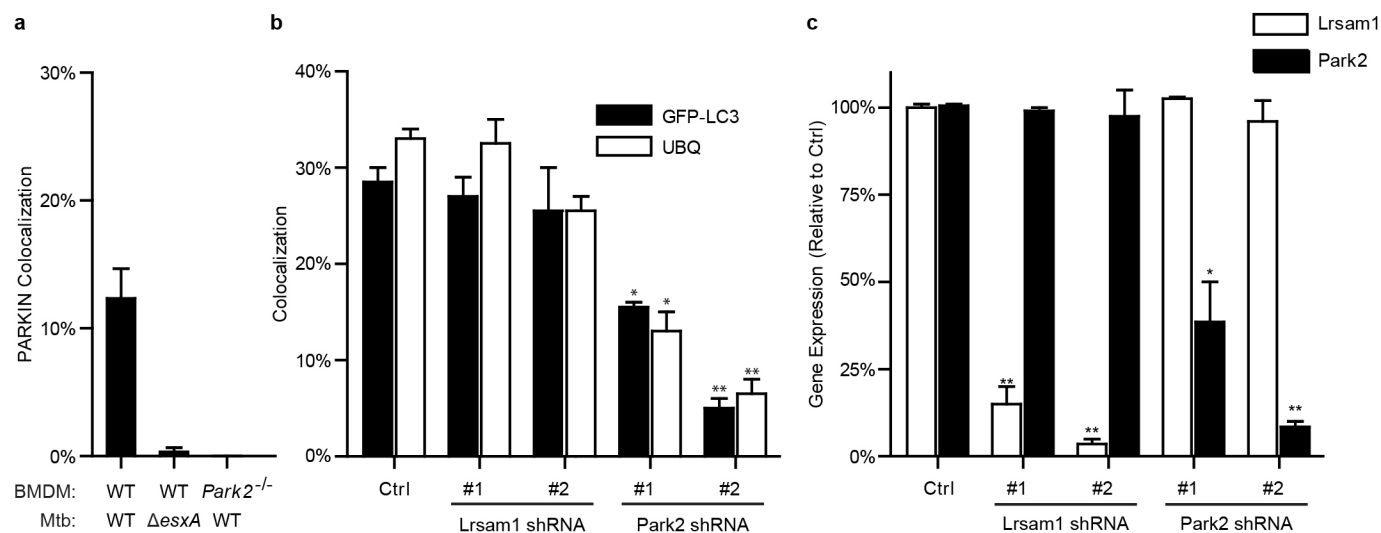 a
30%
20%
10%
0%
PARKIN Colocalization
BMDM: WT WT Park2⁻/⁻
Mtb: WT ΔesxA WT
b
40%
30%
20%
10%
0%
Colocalization
GFP-LC3
UBQ
* *
** **
Ctrl #1 #2 #1 #2
Lrsam1 shRNA Park2 shRNA
c
Lrsam1
Park2
100%
75%
50%
25%
0%
Gene Expression (Relative to Ctrl)
** ** * **
Ctrl #1 #2 #1 #2
Lrsam1 shRNA Park2 shRNA